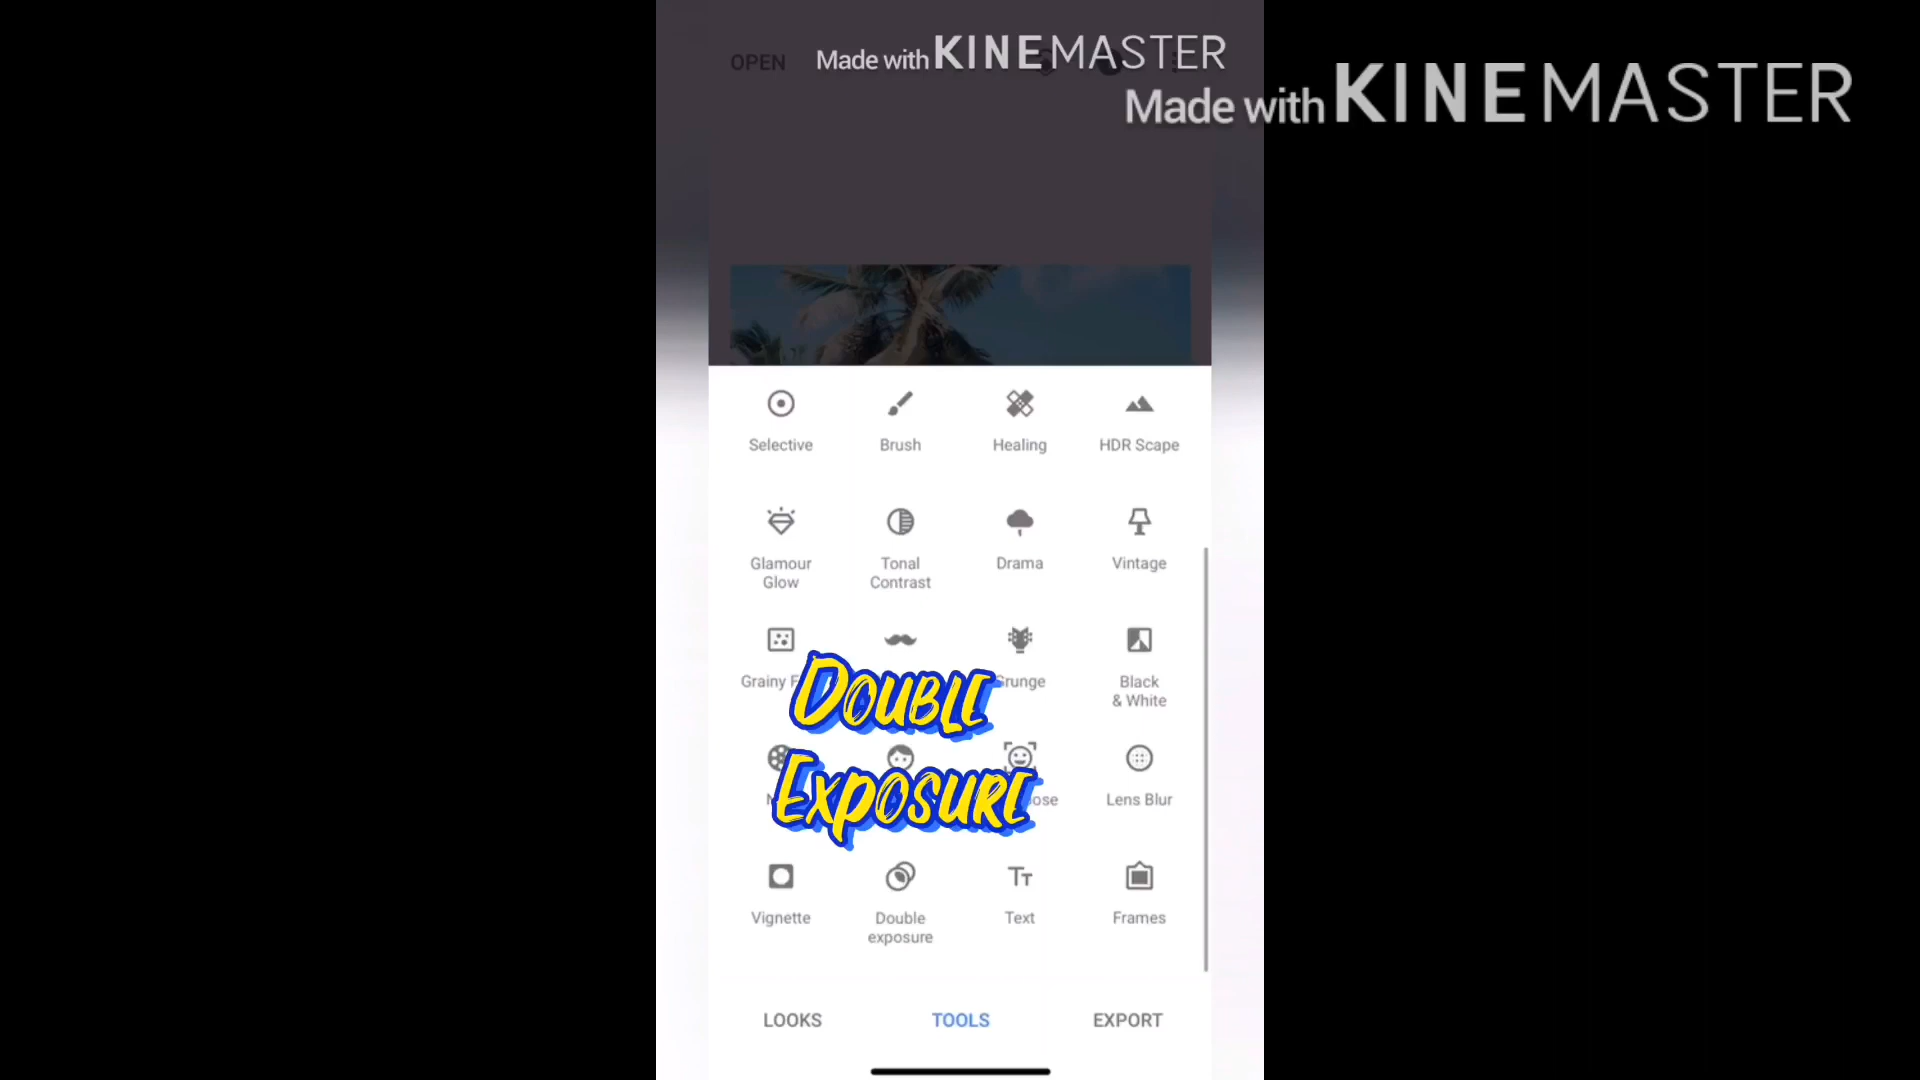 OPEN
Made with KINEMASTER
Made with KINEMASTER
Selective Brush Healing HDR Scape
Glamour Glow Tonal Contrast Drama Vintage
Grainy Grunge Black & White
Double
Exposure
Lens Blur
Vignette Double exposure Text Frames
LOOKS TOOLS EXPORT